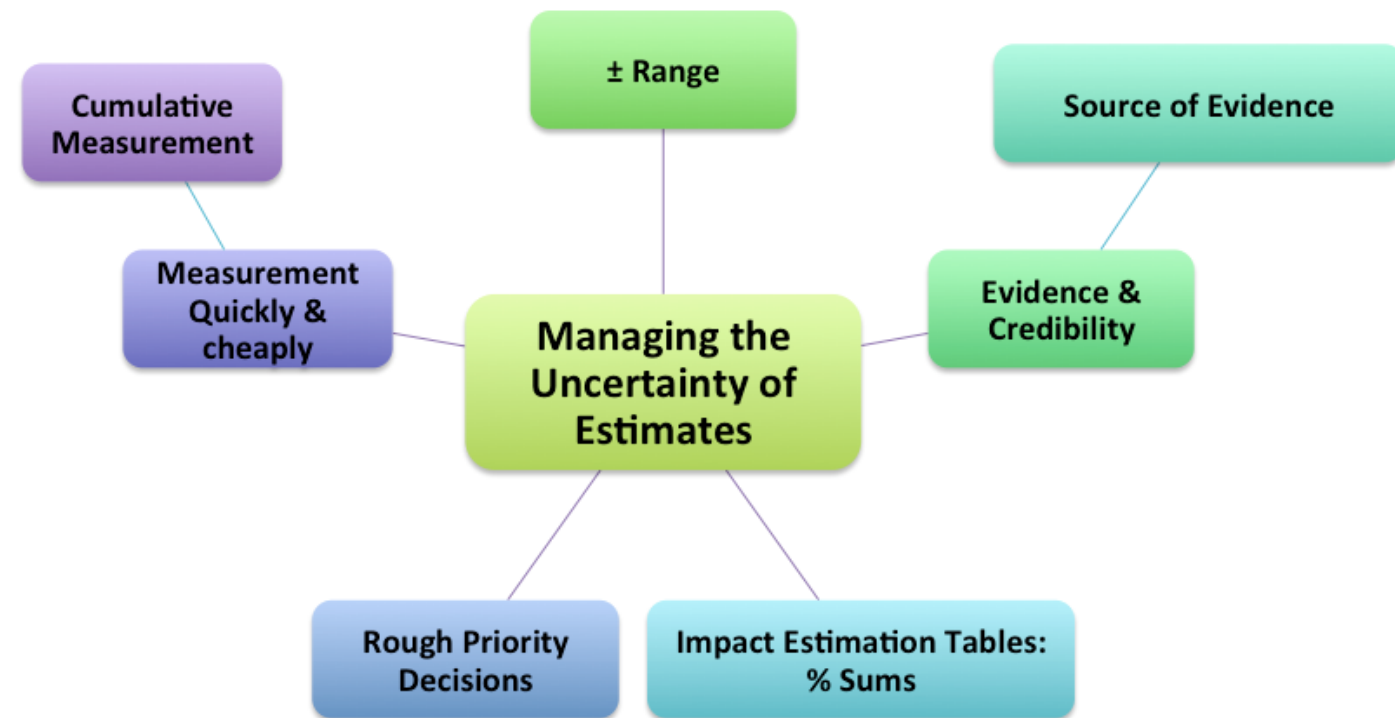 ± Range
Cumulative
Measurement
Source of Evidence
Measurement
Quickly &
cheaply
Evidence &
Credibility
Managing the
Uncertainty of
Estimates
Rough Priority
Decisions
Impact Estimation Tables:
% Sums